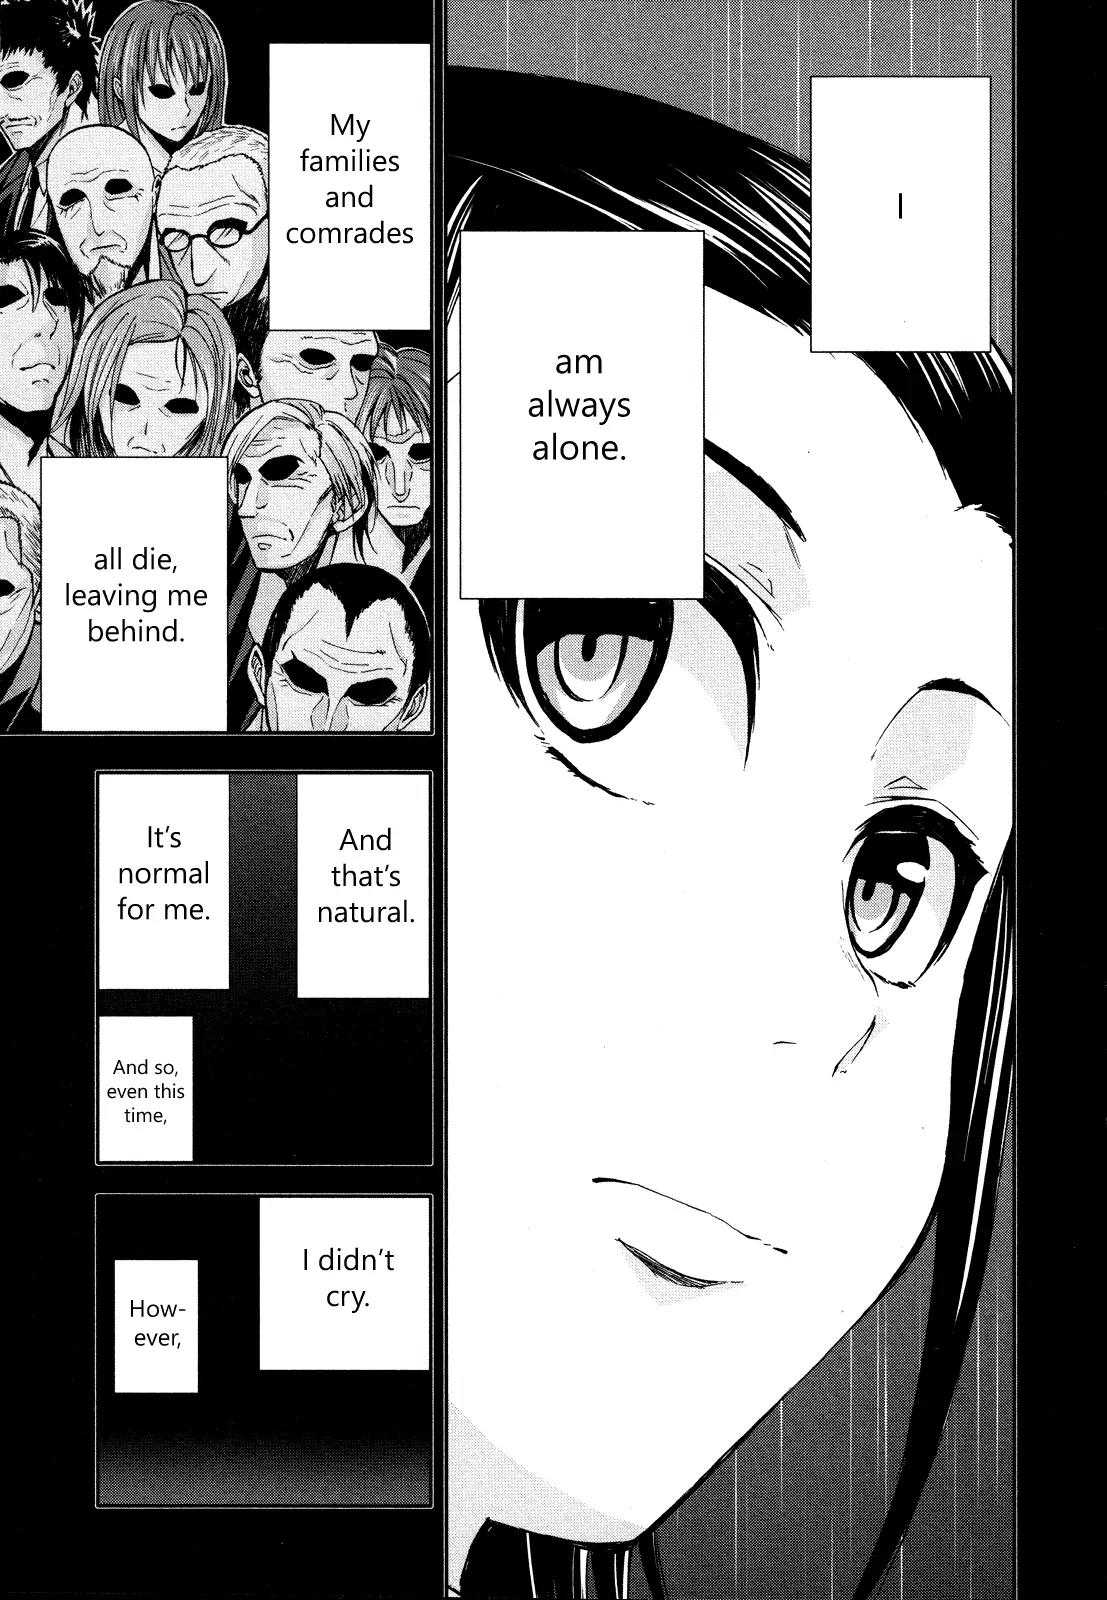 I
am
always
alone.
My
families
and
comrades
all die,
leaving me
behind.
And
that's
natural.
It's
normal
for me.
And so,
even this
time,
I didn't
cry.
How-
ever,